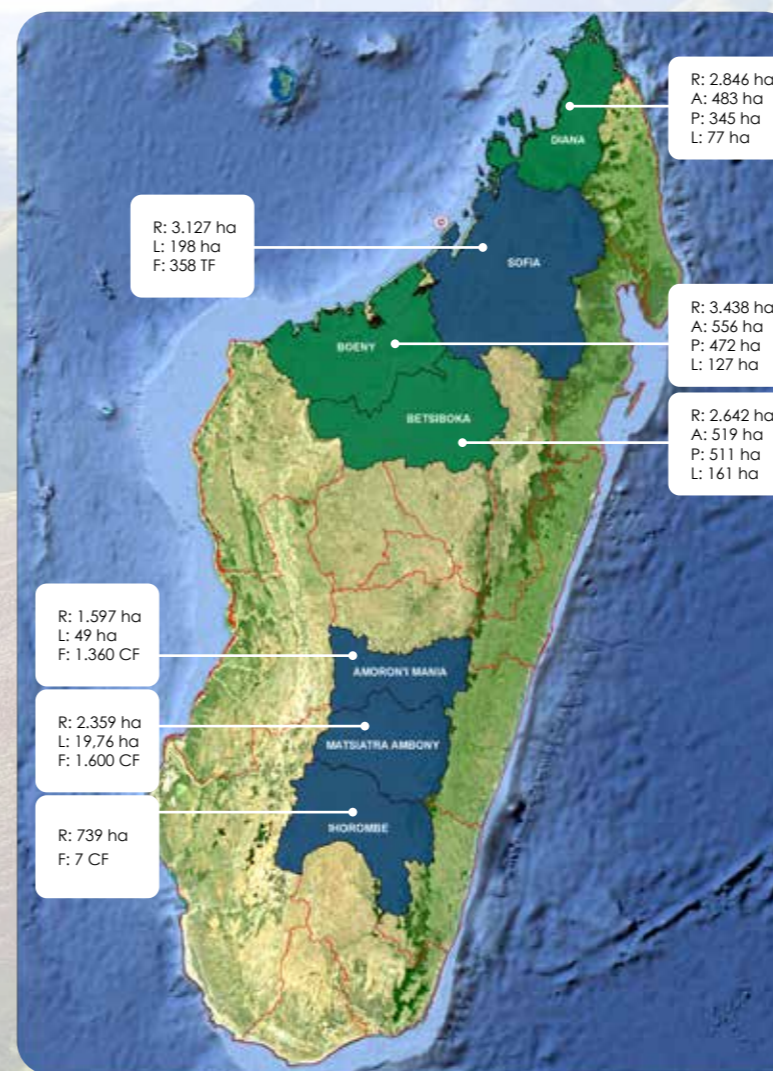 R: 2.846 ha
A: 483 ha
P: 345 ha
L: 77 ha
DIANA
R: 3.127 ha
L: 198 ha
F: 358 TF
SOFIA
R: 3.438 ha
A: 556 ha
P: 472 ha
L: 127 ha
BOENY
R: 2.642 ha
A: 519 ha
P: 511 ha
L: 161 ha
BETSIBOKA
R: 1.597 ha
L: 49 ha
F: 1.360 CF
AMORON'I MANIA
R: 2.359 ha
L: 19,76 ha
F: 1.600 CF
MATSIATRA AMBONY
R: 739 ha
F: 7 CF
IHOROMBE